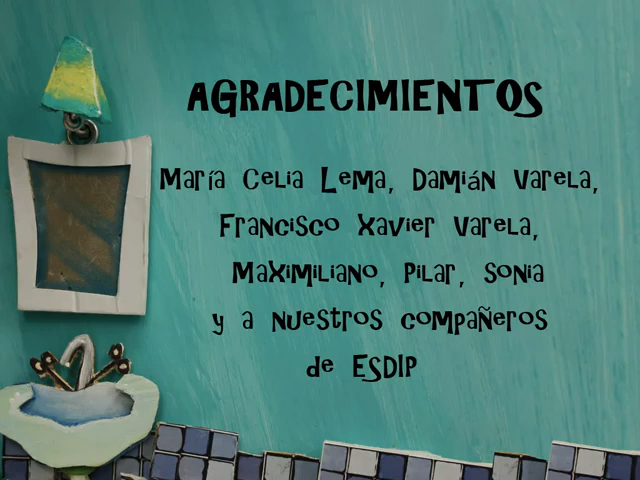 AGRADECIMIENTOS
María Celia Lema, Damián Varela,
Francisco Xavier Varela,
Maximiliano, Pilar, Sonia
y a nuestros compañeros
de ESDIP